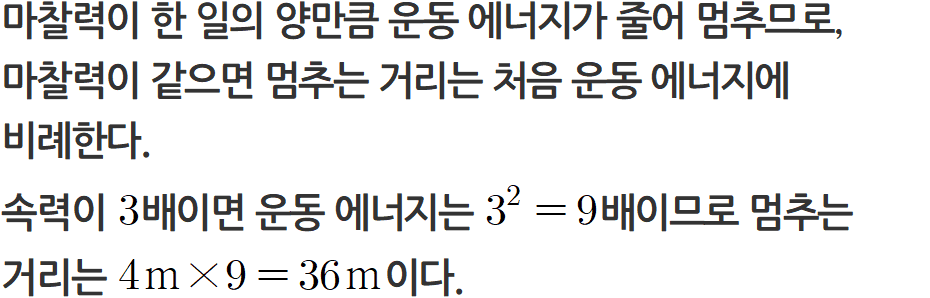 마찰력이 한 일의 양만큼 운동 에너지가 줄어 멈추므로,
마찰력이 같으면 멈추는 거리는 처음 운동 에너지에
비례한다.
속력이 3배이면 운동 에너지는 3² = 9배이므로 멈추는
거리는 4m×9 = 36m이다.